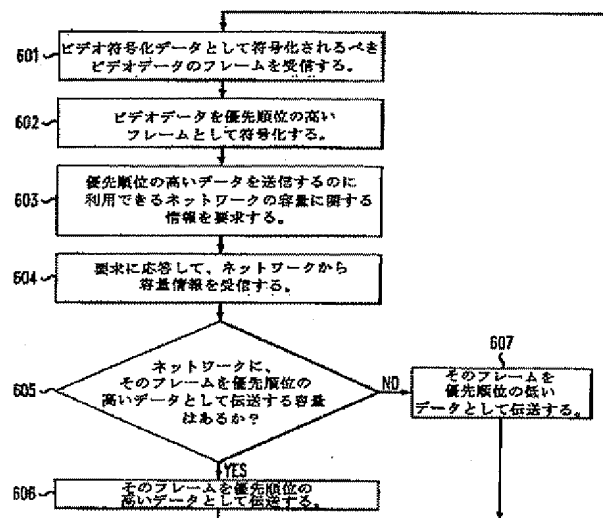 601
ビデオ符号化データとして符号化されるべき
ビデオデータのフレームを受信する。
602
ビデオデータを優先順位の高い
フレームとして符号化する。
603
優先順位の高いデータを送信するのに
利用できるネットワークの容量に関する
情報を要求する。
604
要求に応答して、ネットワークから
容量情報を受信する。
605
ネットワークに、
そのフレームを優先順位の
高いデータとして伝送する容量
はあるか?
NO
607
そのフレームを
優先順位の低い
データとして伝送する。
YES
606
そのフレームを優先順位の
高いデータとして伝送する。